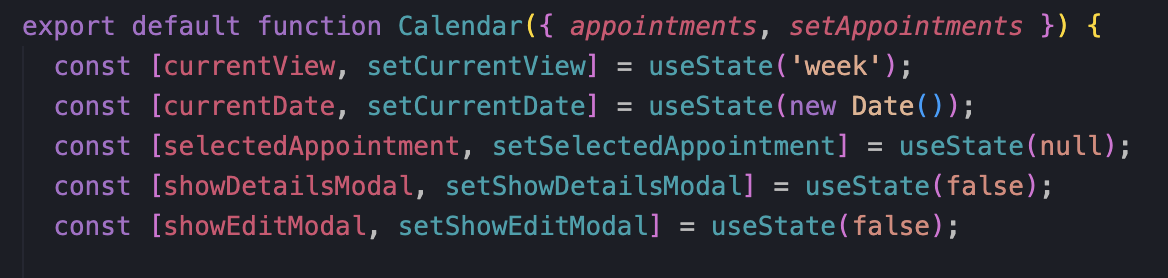 export default function Calendar({ appointments, setAppointments }) {
  const [currentView, setCurrentView] = useState('week');
  const [currentDate, setCurrentDate] = useState(new Date());
  const [selectedAppointment, setSelectedAppointment] = useState(null);
  const [showDetailsModal, setShowDetailsModal] = useState(false);
  const [showEditModal, setShowEditModal] = useState(false);